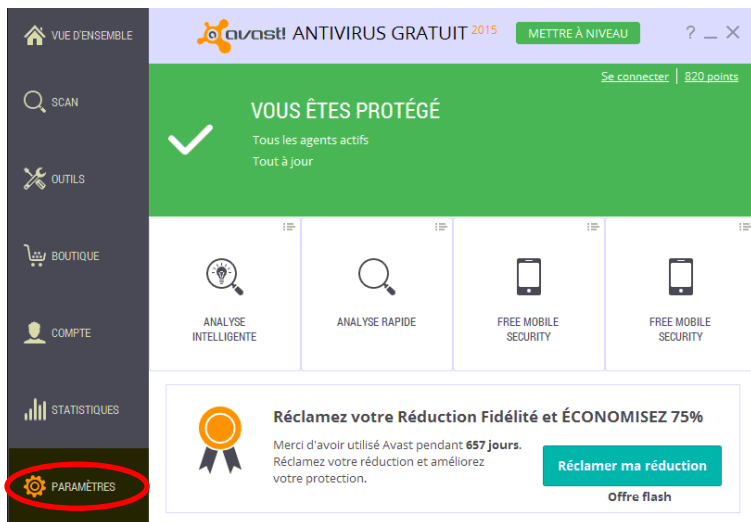 VUE D'ENSEMBLE
SCAN
OUTILS
BOUTIQUE
COMPTE
STATISTIQUES
PARAMÈTRES
avast! ANTIVIRUS GRATUIT 2015
METTRE À NIVEAU
?
Se connecter | 820 points
VOUS ÊTES PROTÉGÉ
Tous les agents actifs
Tout à jour
ANALYSE
INTELLIGENTE
ANALYSE RAPIDE
FREE MOBILE
SECURITY
FREE MOBILE
SECURITY
Réclamez votre Réduction Fidélité et ÉCONOMISEZ 75%
Merci d'avoir utilisé Avast pendant 657 jours.
Réclamez votre réduction et améliorez
votre protection.
Réclamer ma réduction
Offre flash